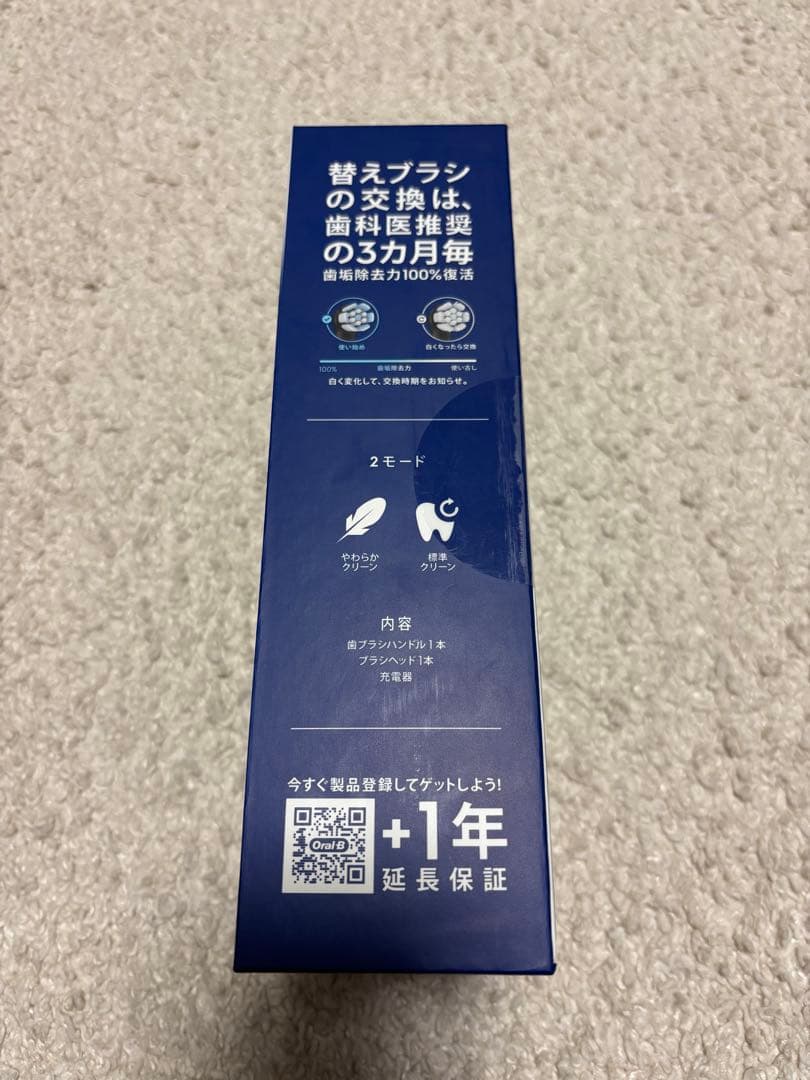 替えブラシ
の交換は、
歯科医推奨
の3カ月毎
歯垢除去力100%復活
使い始め
白くなったら交換
100%
歯垢除去力
使い古し
白く変化して、交換時期をお知らせ。
2モード
やわらか
クリーン
標準
クリーン
内容
歯ブラシハンドル1本
ブラシヘッド1本
充電器
今すぐ製品登録してゲットしよう!
Oral-B
+1年
延長保証